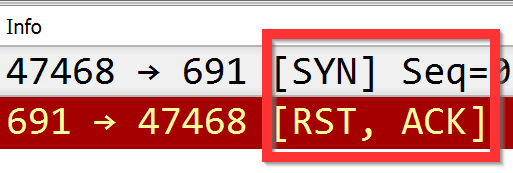 Info
47468 → 691 [SYN] Seq=0
691 → 47468 [RST, ACK]